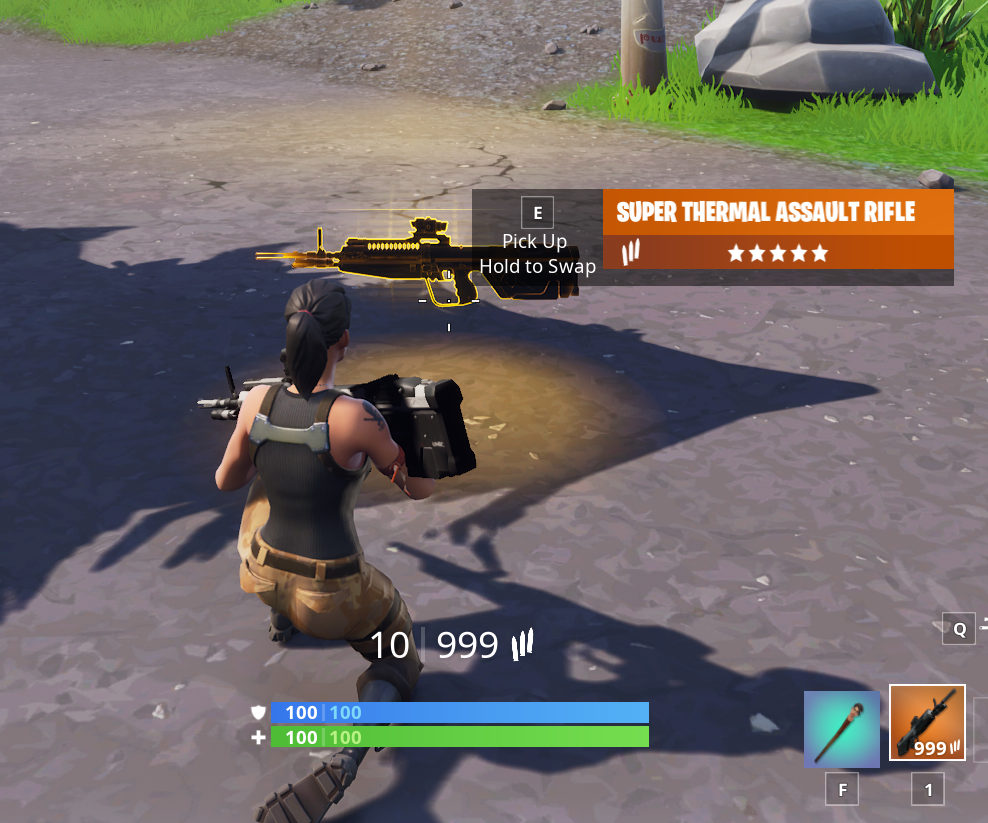 E
SUPER THERMAL ASSAULT RIFLE
Pick Up
Hold to Swap
Q
10 | 999
100 | 100
100 | 100
999
F
1